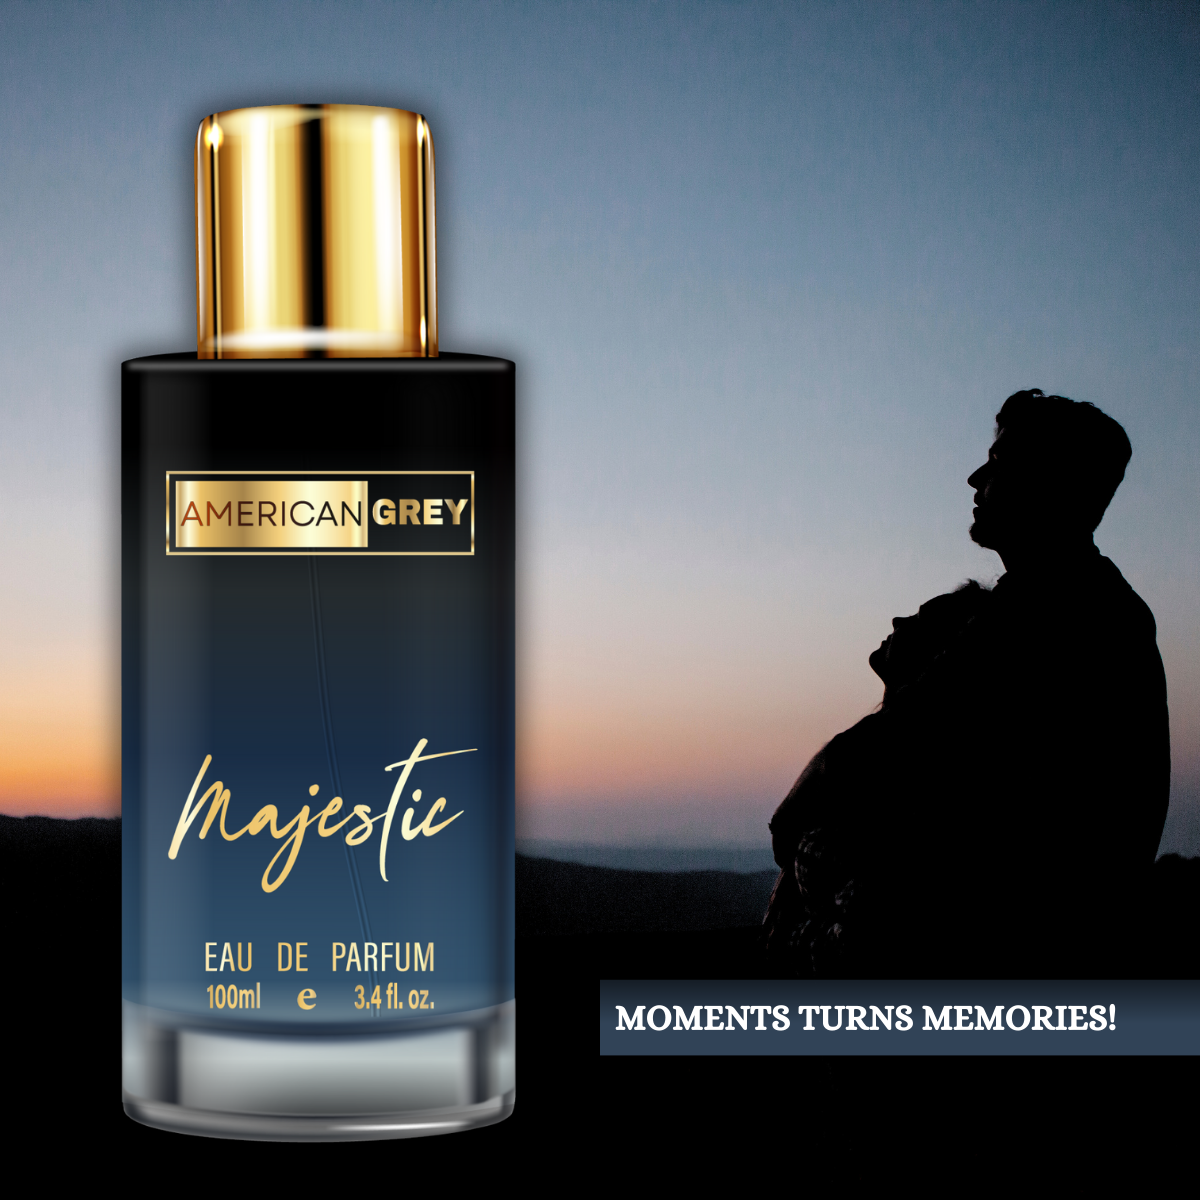 AMERICAN GREY
Majestic
EAU DE PARFUM
100ml e 3.4 fl. oz.
MOMENTS TURNS MEMORIES!